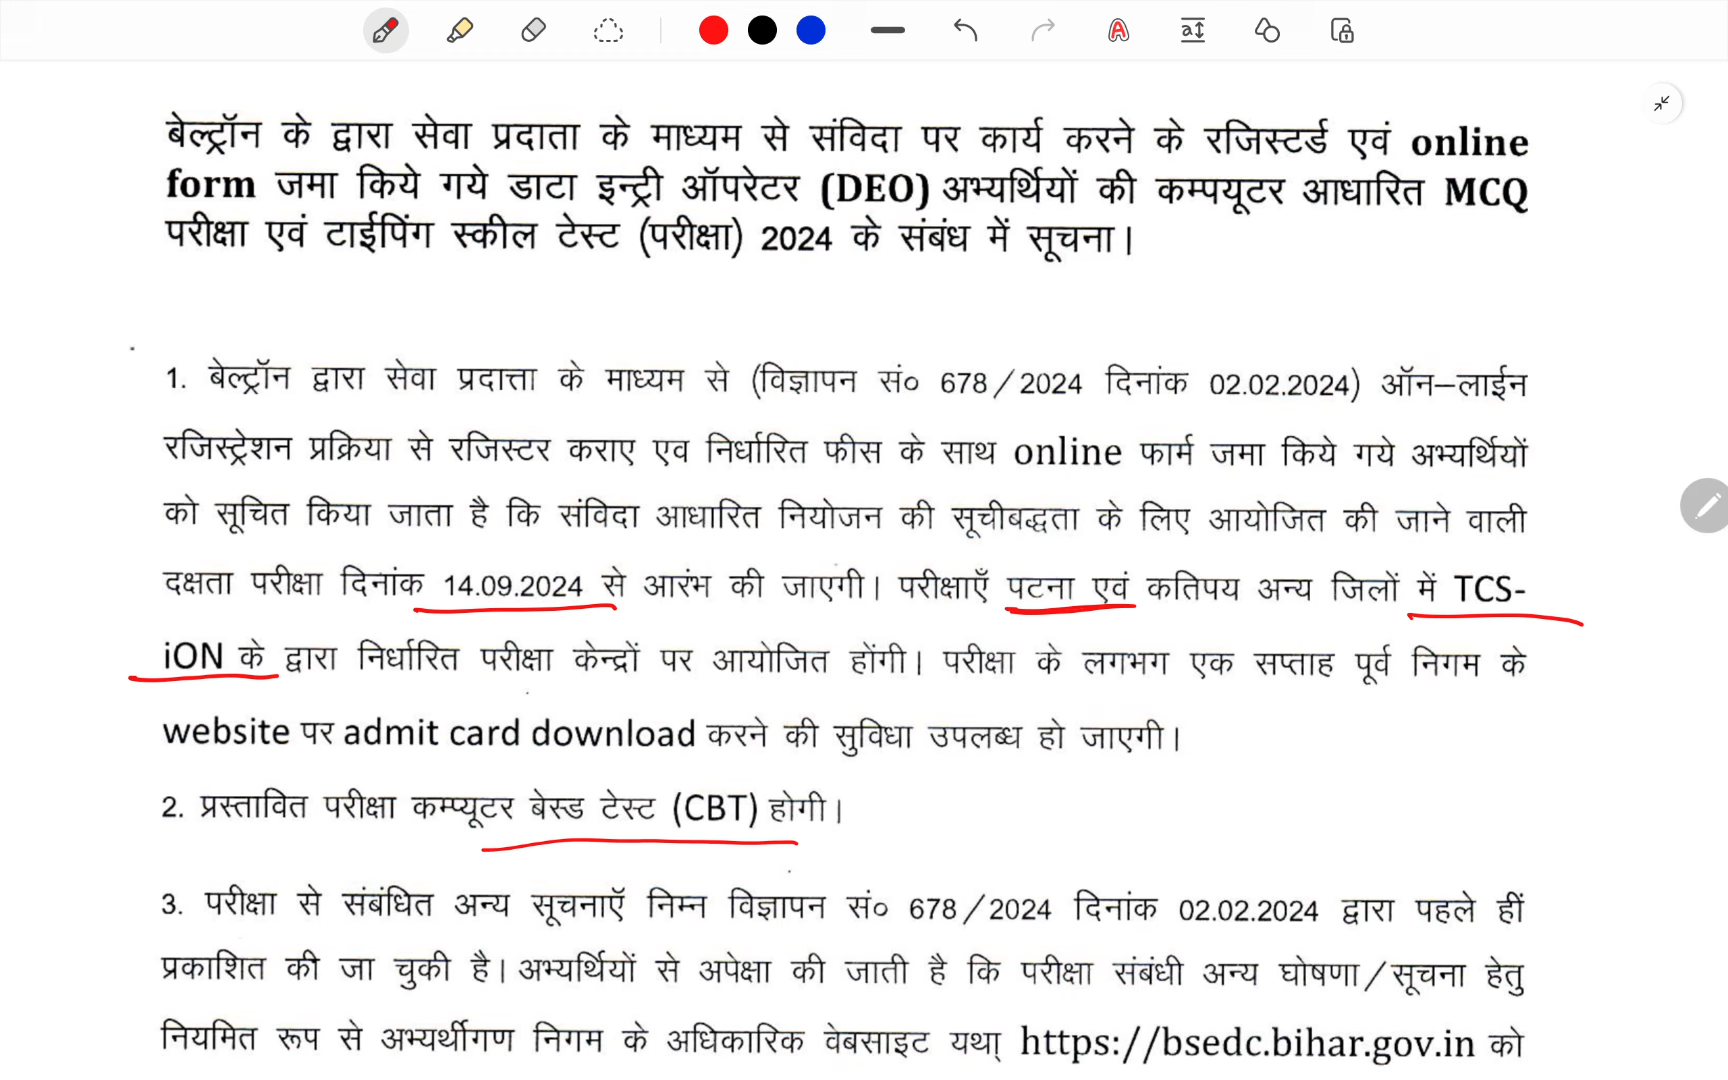 बेल्ट्रॉन के द्वारा सेवा प्रदाता के माध्यम से संविदा पर कार्य करने के रजिस्टर्ड एवं online
form जमा किये गये डाटा इन्ट्री ऑपरेटर (DEO) अभ्यर्थियों की कम्पयूटर आधारित MCQ
परीक्षा एवं टाईपिंग स्कील टेस्ट (परीक्षा) 2024 के संबंध में सूचना।
1. बेल्ट्रॉन द्वारा सेवा प्रदात्ता के माध्यम से (विज्ञापन सं० 678/2024 दिनांक 02.02.2024) ऑन–लाईन
रजिस्ट्रेशन प्रक्रिया से रजिस्टर कराए एव निर्धारित फीस के साथ online फार्म जमा किये गये अभ्यर्थियों
को सूचित किया जाता है कि संविदा आधारित नियोजन की सूचीबद्धता के लिए आयोजित की जाने वाली
दक्षता परीक्षा दिनांक 14.09.2024 से आरंभ की जाएगी। परीक्षाएँ पटना एवं कतिपय अन्य जिलों में TCS-
iON के द्वारा निर्धारित परीक्षा केन्द्रों पर आयोजित होंगी। परीक्षा के लगभग एक सप्ताह पूर्व निगम के
website पर admit card download करने की सुविधा उपलब्ध हो जाएगी।
2. प्रस्तावित परीक्षा कम्प्यूटर बेस्ड टेस्ट (CBT) होगी।
3. परीक्षा से संबंधित अन्य सूचनाएँ निम्न विज्ञापन सं० 678/2024 दिनांक 02.02.2024 द्वारा पहले हीं
प्रकाशित की जा चुकी है। अभ्यर्थियों से अपेक्षा की जाती है कि परीक्षा संबंधी अन्य घोषणा/सूचना हेतु
नियमित रूप से अभ्यर्थीगण निगम के अधिकारिक वेबसाइट यथा् https://bsedc.bihar.gov.in को